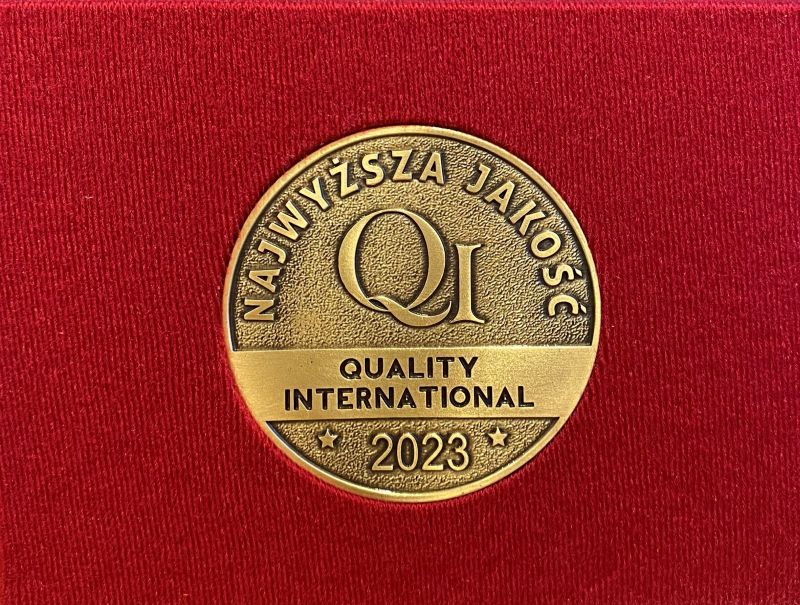 NAJWYŻSZA JAKOŚĆ
QI
QUALITY
INTERNATIONAL
2023